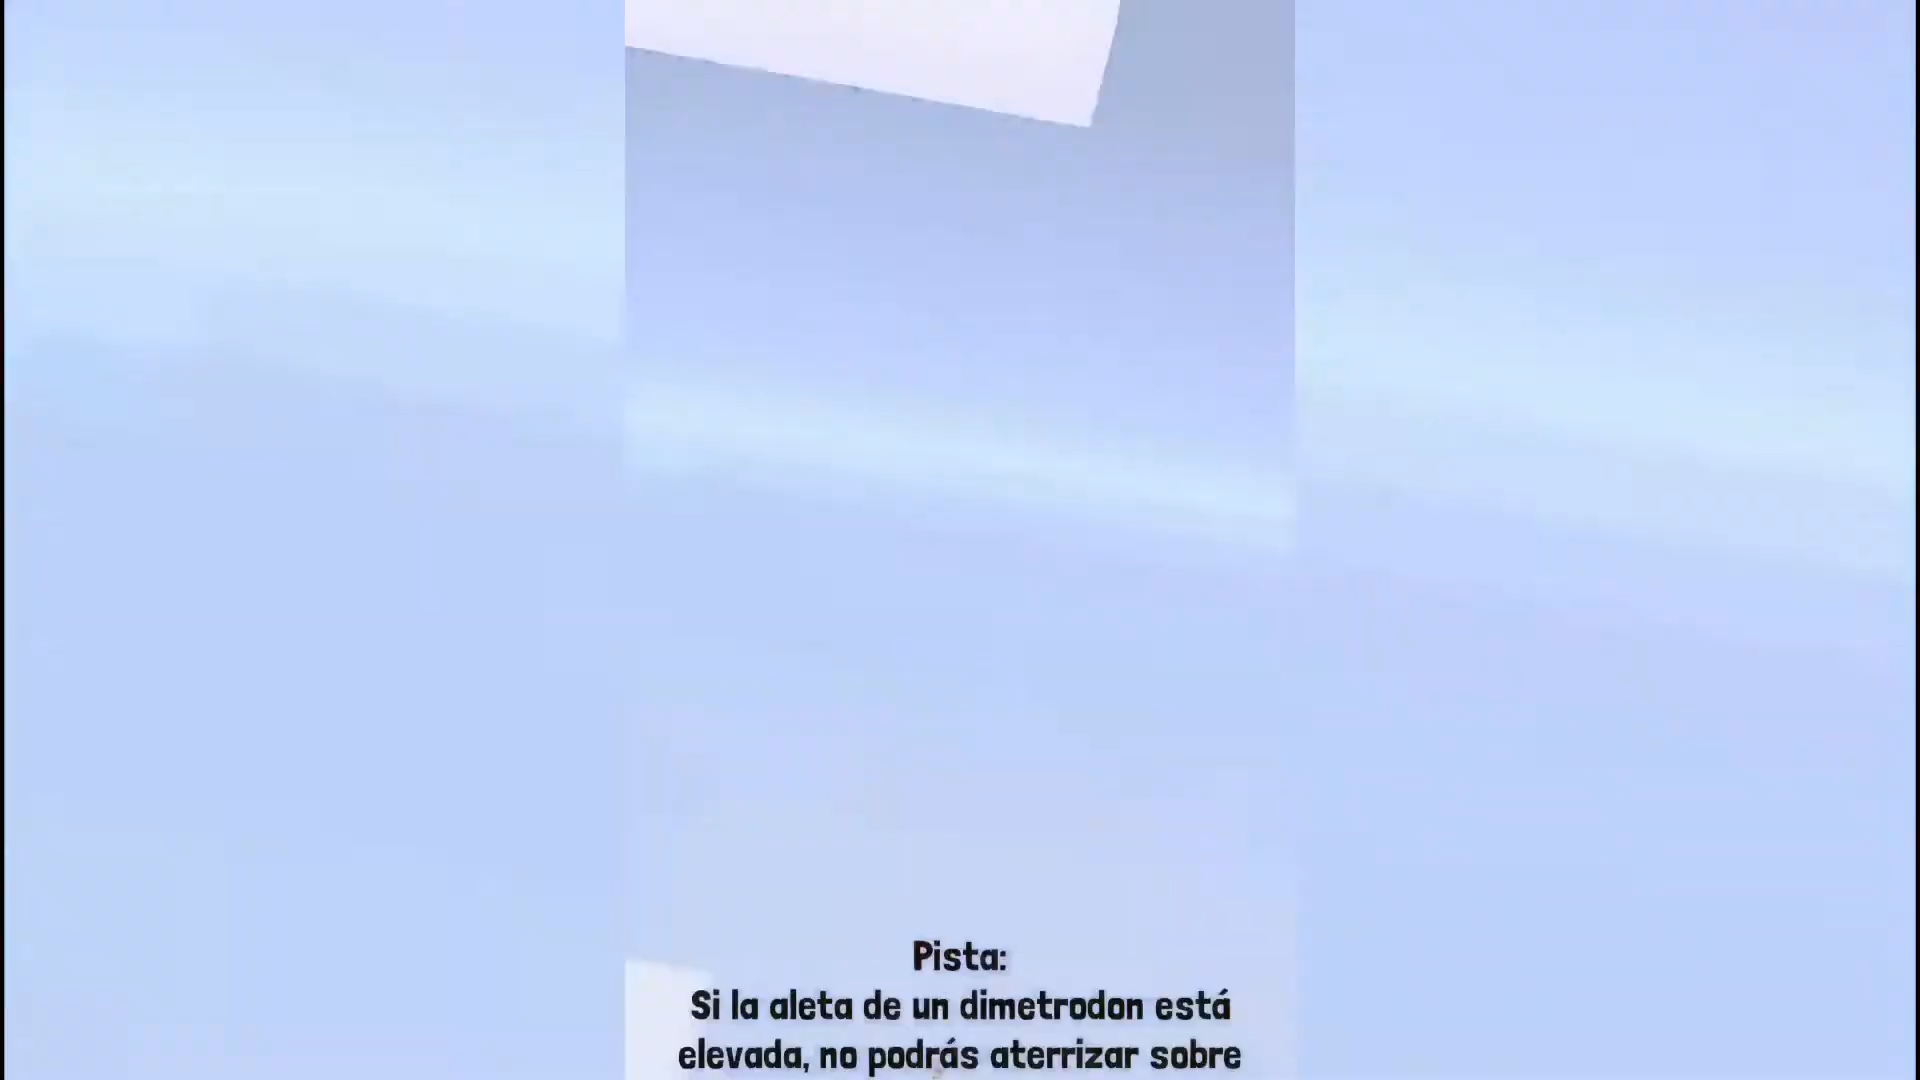 Pista:
Si la aleta de un dimetrodon está
elevada, no podrás aterrizar sobre